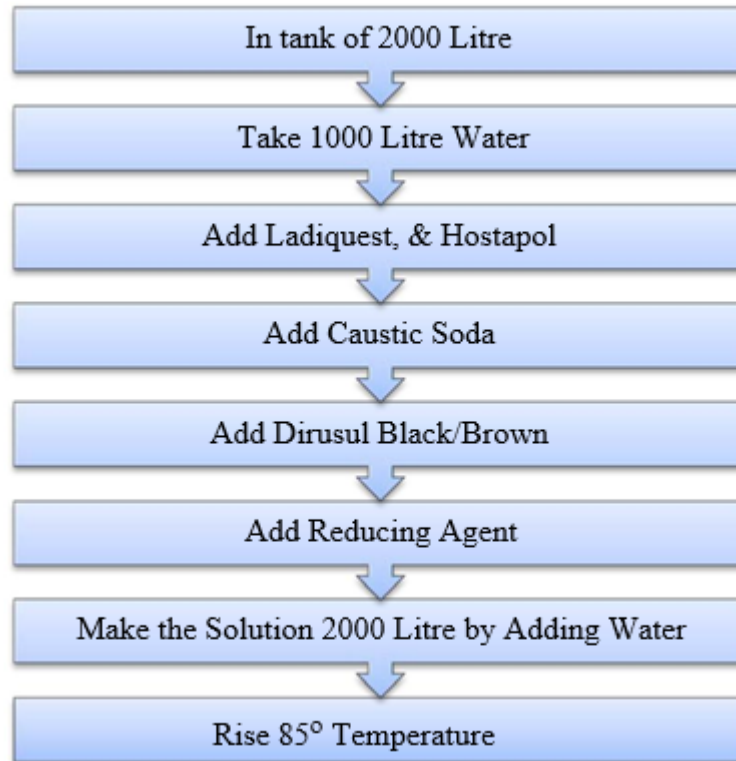 In tank of 2000 Litre
Take 1000 Litre Water
Add Ladiquest, & Hostapol
Add Caustic Soda
Add Dirusul Black/Brown
Add Reducing Agent
Make the Solution 2000 Litre by Adding Water
Rise 85° Temperature